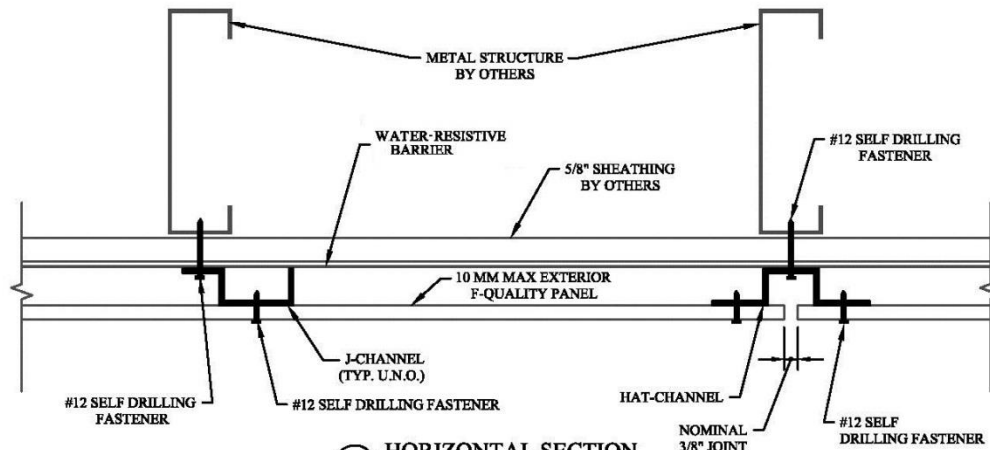 METAL STRUCTURE
BY OTHERS
WATER-RESISTIVE
BARRIER
#12 SELF DRILLING
FASTENER
5/8" SHEATHING
BY OTHERS
10 MM MAX EXTERIOR
F-QUALITY PANEL
J-CHANNEL
(TYP. U.N.O.)
#12 SELF DRILLING
FASTENER
#12 SELF DRILLING FASTENER
HAT-CHANNEL
NOMINAL
3/8" JOINT
#12 SELF
DRILLING FASTENER
HORIZONTAL SECTION